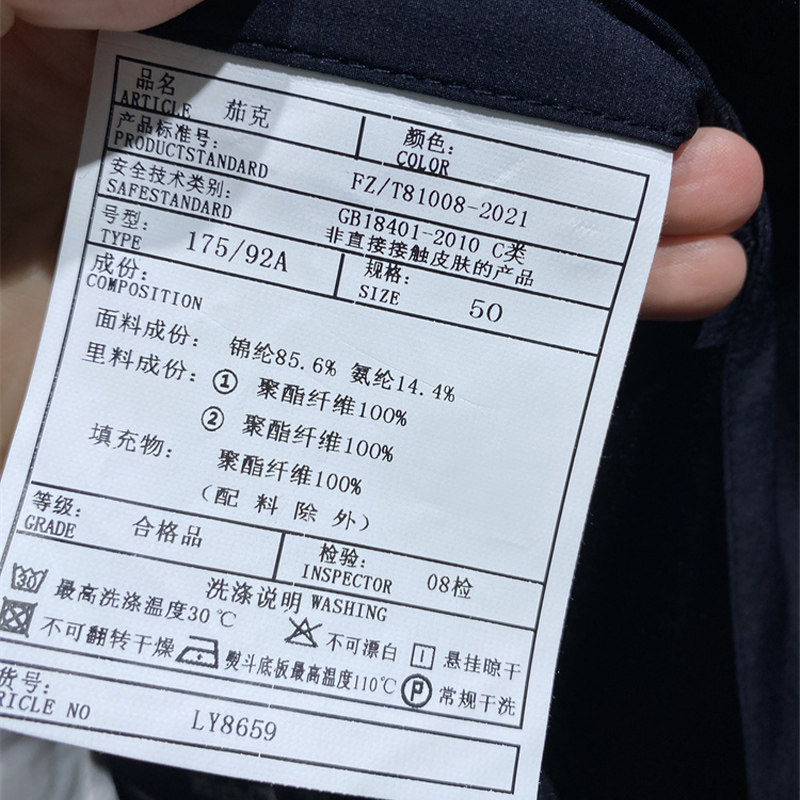 品名 茄克
ARTICLE
颜色:
COLOR
产品标准号: FZ/T81008-2021
PRODUCTSTANDARD
安全技术类别: GB18401-2010 C类
SAFESTANDARD 非直接接触皮肤的产品
号型: 175/92A
TYPE
规格: 50
SIZE
成份:
COMPOSITION
面料成份: 锦纶85.6% 氨纶14.4%
里料成份: ① 聚酯纤维100%
② 聚酯纤维100%
填充物: 聚酯纤维100%
(配料除外)
等级: 合格品
GRADE
检验: 08检
INSPECTOR
洗涤说明 WASHING
30 最高洗涤温度30℃
不可漂白
悬挂晾干
不可翻转干燥
熨斗底板最高温度110℃
P 常规干洗
货号: LY8659
RICLE NO